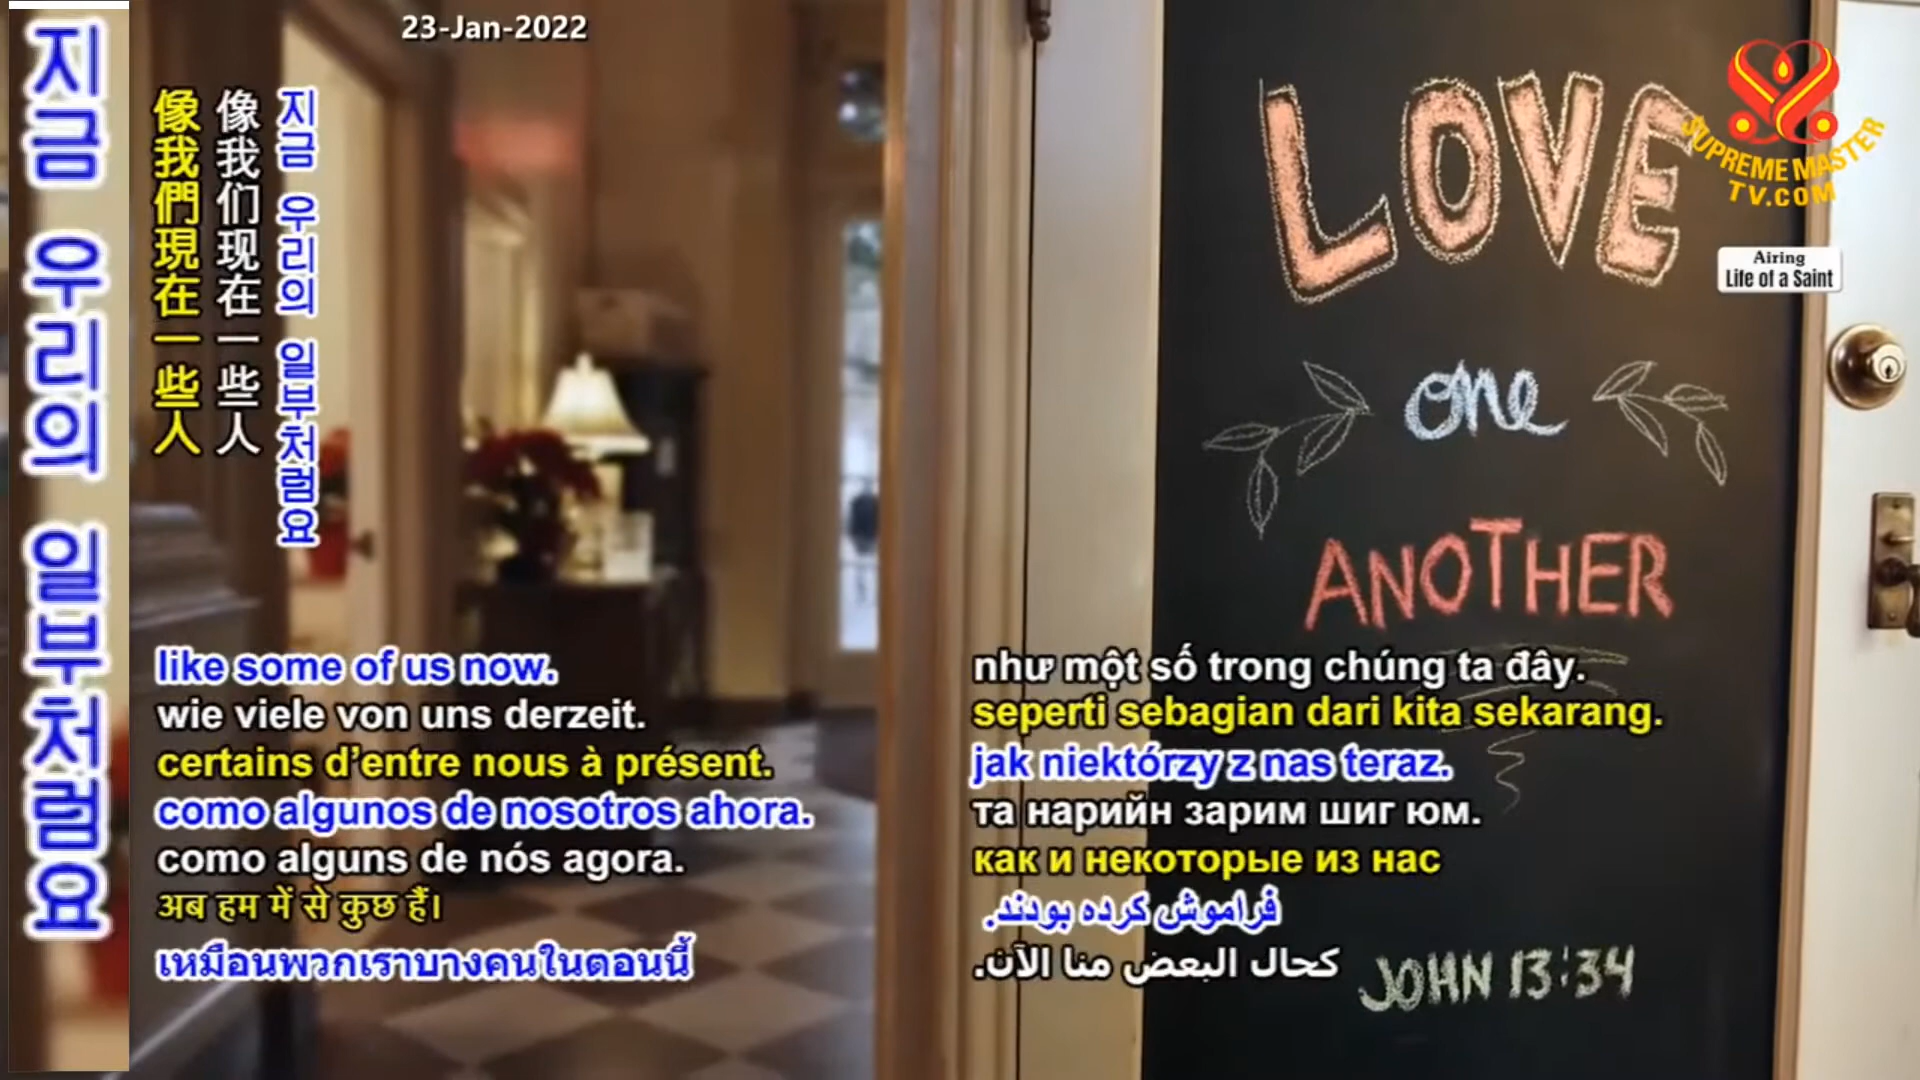 23-Jan-2022
지금 우리의 일부처럼요
像我們現在一些人
像我们现在一些人
지금 우리의 일부처럼요
like some of us now.
wie viele von uns derzeit.
certains d’entre nous à présent.
como algunos de nosotros ahora.
como alguns de nós agora.
अब हम में से कुछ हैं।
เหมือนพวกเราบางคนในตอนนี้
như một số trong chúng ta đây.
seperti sebagian dari kita sekarang.
jak niektórzy z nas teraz.
та нарийн зарим шиг юм.
как и некоторые из нас
فراموش کرده بودند.
كحال البعض منا الآن.
LOVE
one
ANOTHER
JOHN 13:34
SUPREME MASTER
TV.COM
Airing
Life of a Saint